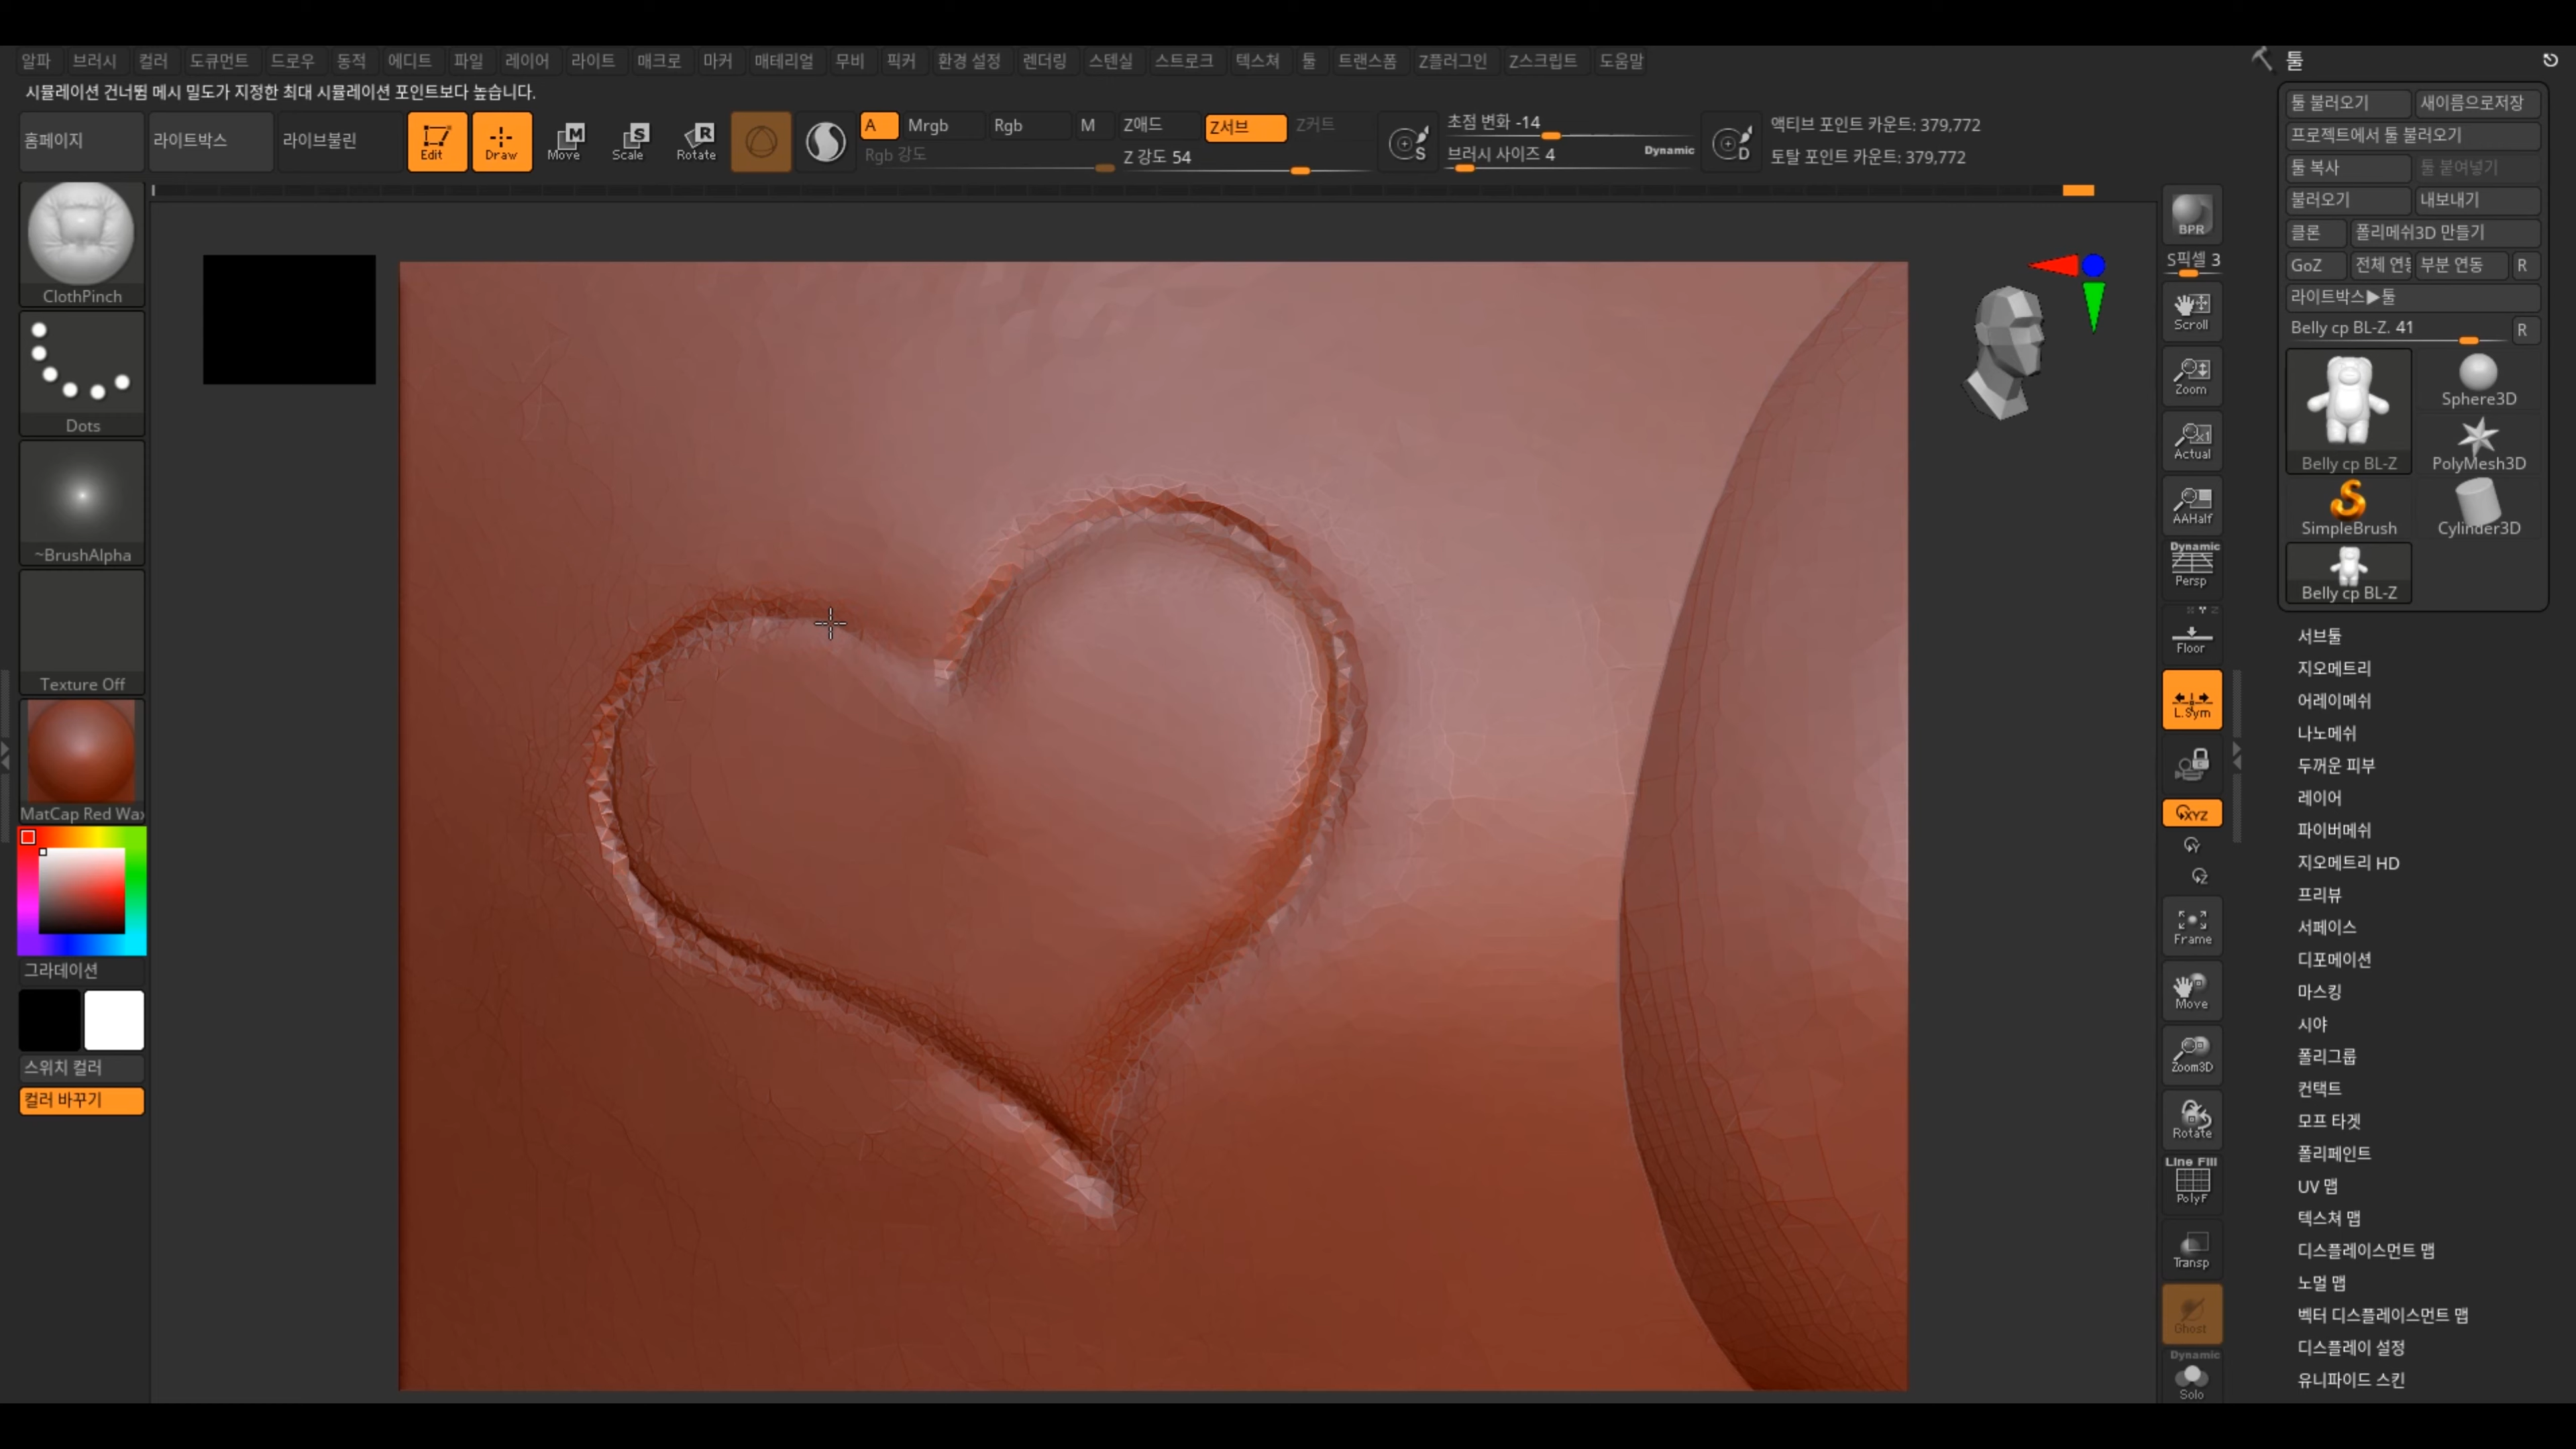 알파 브러시 컬러 도큐먼트 드로우 동적 에디트 파일 레이어 라이트 매크로 마커 매테리얼 무비 픽커 환경 설정 렌더링 스텐실 스트로크 텍스쳐 툴 트랜스폼 Z플러그인 Z스크립트 도움말
시뮬레이션 건너뜀 메시 밀도가 지정한 최대 시뮬레이션 포인트보다 높습니다.
홈페이지 라이트박스 라이브불린 Edit Draw Move Scale Rotate
M S R
A Mrgb Rgb M Z애드 Z서브 Z커트
Rgb 강도 Z 강도 54
초점 변화 -14
브러시 사이즈 4 Dynamic
S D
액티브 포인트 카운트: 379,772
토탈 포인트 카운트: 379,772
ClothPinch
Dots
~BrushAlpha
Texture Off
MatCap Red Wax
그라데이션
스위치 컬러
컬러 바꾸기
BPR
S픽셀 3
Scroll
Zoom
Actual
AAHalf
Dynamic
Persp
Floor
L.Sym
XYZ
Y
Z
Frame
Move
Zoom3D
Rotate
Line Fill
PolyF
Transp
Ghost
Dynamic
Solo
툴
툴 불러오기 새이름으로저장
프로젝트에서 툴 불러오기
툴 복사 툴 붙여넣기
불러오기 내보내기
클론 폴리메쉬3D 만들기
GoZ 전체 연동 부분 연동 R
라이트박스▶툴
Belly cp BL-Z. 41 R
Belly cp BL-Z
Sphere3D
PolyMesh3D
SimpleBrush
Cylinder3D
Belly cp BL-Z
서브툴
지오메트리
어레이메쉬
나노메쉬
두꺼운 피부
레이어
파이버메쉬
지오메트리 HD
프리뷰
서페이스
디포메이션
마스킹
시야
폴리그룹
컨택트
모프 타겟
폴리페인트
UV 맵
텍스쳐 맵
디스플레이스먼트 맵
노멀 맵
벡터 디스플레이스먼트 맵
디스플레이 설정
유니파이드 스킨